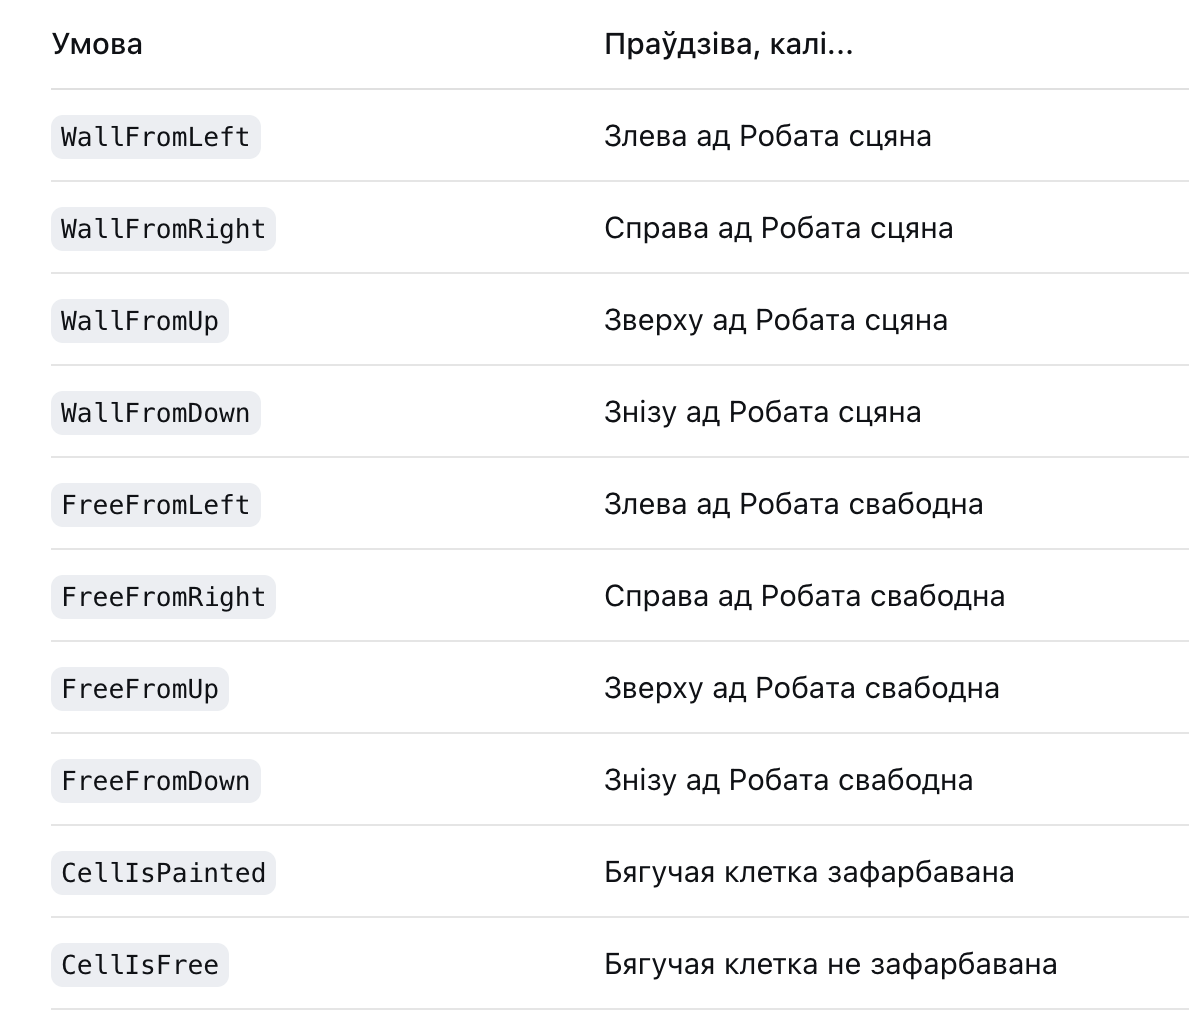 Умова Праўдзіва, калі...
WallFromLeft Злева ад Робата сцяна
WallFromRight Справа ад Робата сцяна
WallFromUp Зверху ад Робата сцяна
WallFromDown Знізу ад Робата сцяна
FreeFromLeft Злева ад Робата свабодна
FreeFromRight Справа ад Робата свабодна
FreeFromUp Зверху ад Робата свабодна
FreeFromDown Знізу ад Робата свабодна
CellIsPainted Бягучая клетка зафарбавана
CellIsFree Бягучая клетка не зафарбавана